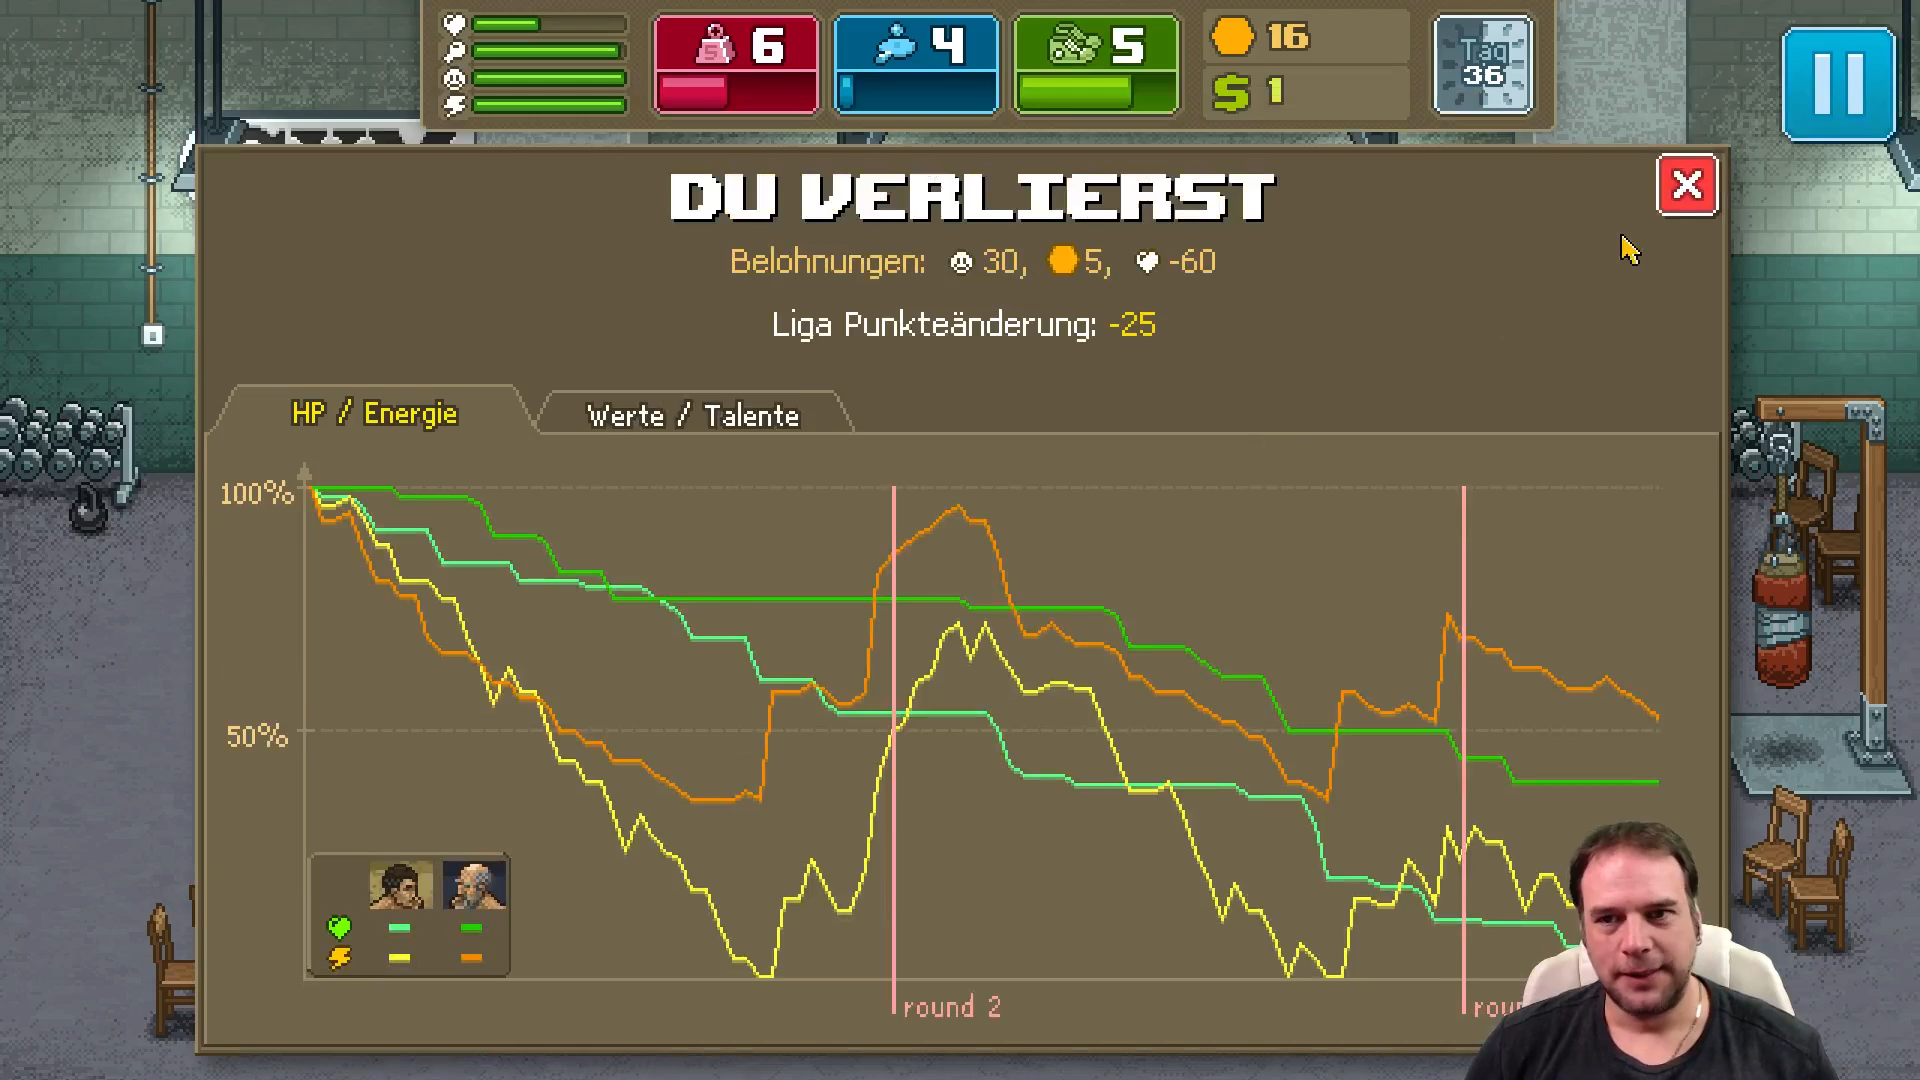 6
4
5
16
$ 1
Tag
36
DU VERLIERST
Belohnungen: 30, 5, -60
Liga Punkteänderung: -25
HP / Energie
Werte / Talente
100%
50%
round 2